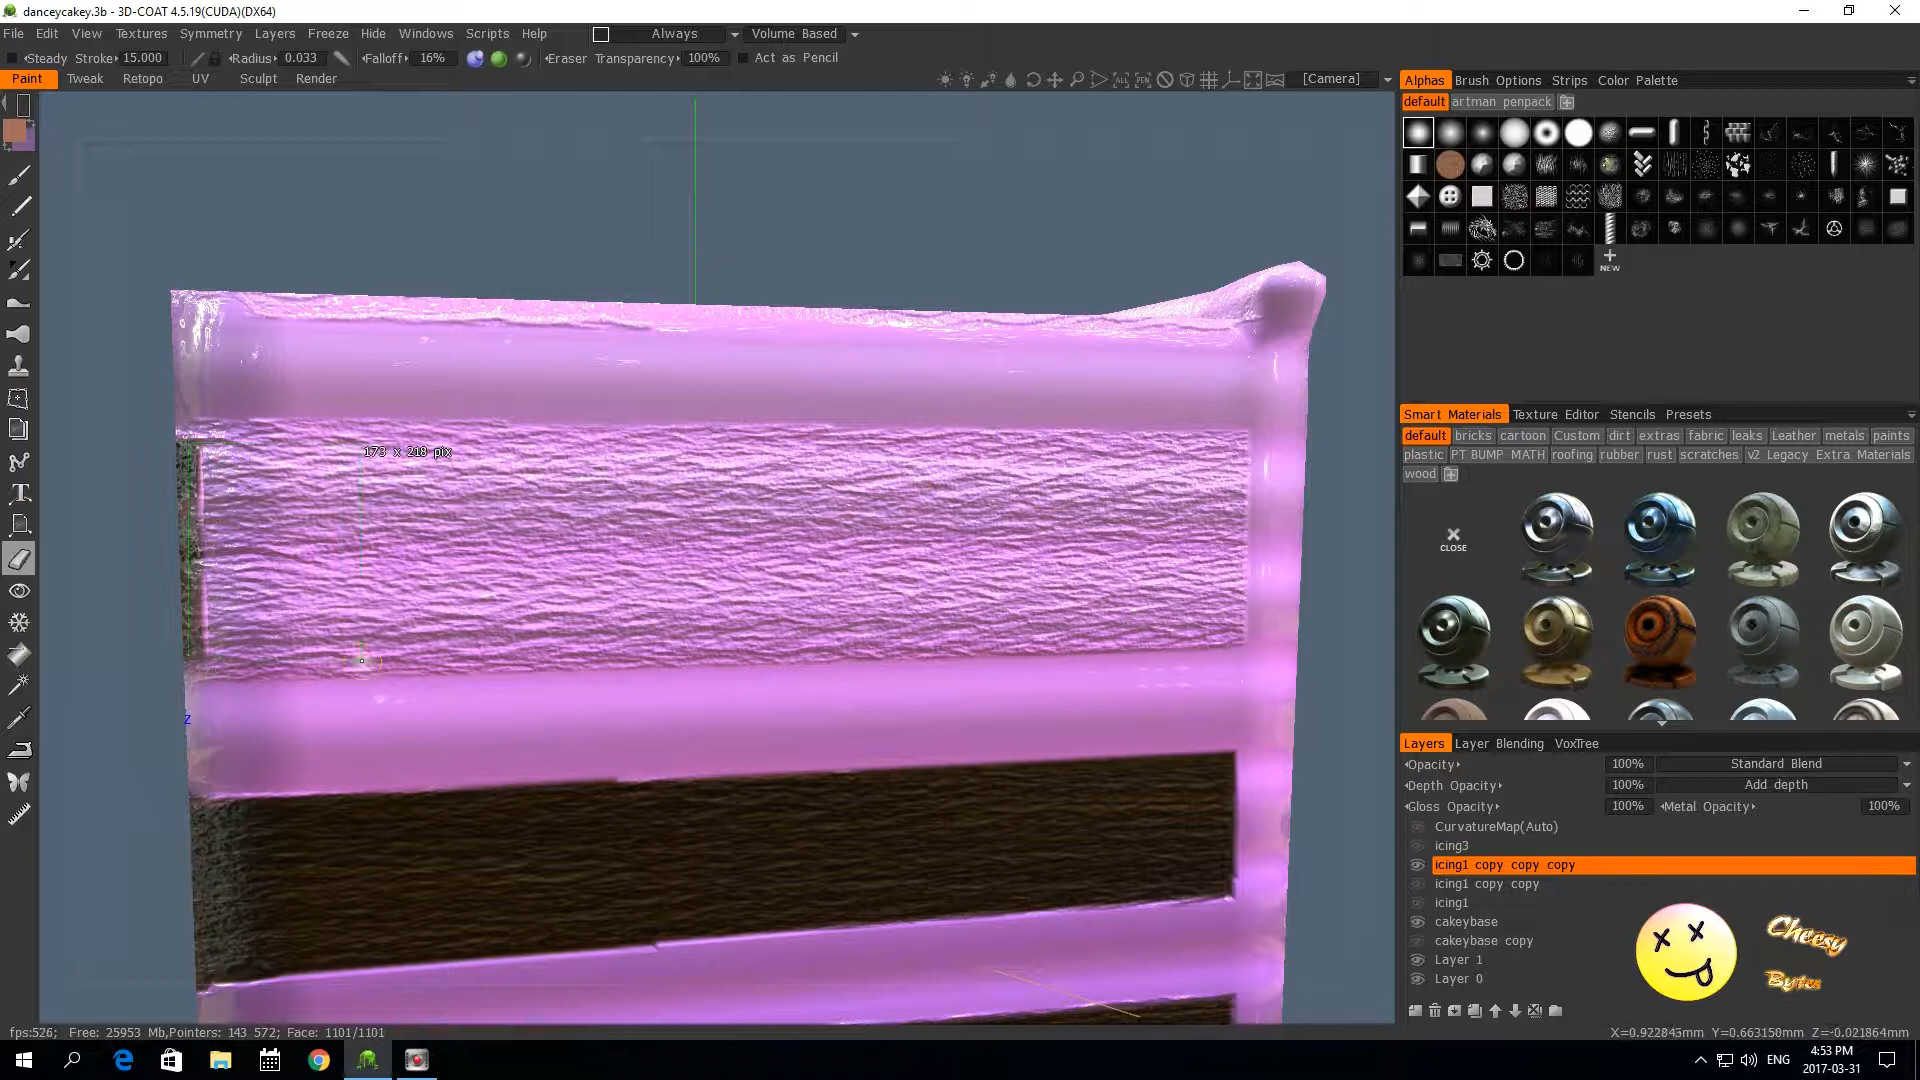 danceycakey.3b - 3D-COAT 4.5.19(CUDA)(DX64)
File Edit View Textures Symmetry Layers Freeze Hide Windows Scripts Help Always Volume Based
Steady Stroke 15.000 Radius 0.033 Falloff 16% Eraser Transparency 100% Act as Pencil
Paint Tweak Retopo UV Sculpt Render [Camera]
Alphas Brush Options Strips Color Palette
default artman penpack
NEW
173 x 218 pix
Z
Smart Materials Texture Editor Stencils Presets
default bricks cartoon Custom dirt extras fabric leaks Leather metals paints
plastic PT BUMP MATH roofing rubber rust scratches v2 Legacy Extra Materials
wood
CLOSE
Layers Layer Blending VoxTree
Opacity 100% Standard Blend
Depth Opacity 100% Add depth
Gloss Opacity 100% Metal Opacity 100%
CurvatureMap(Auto)
icing3
icing1 copy copy copy
icing1 copy copy
icing1
cakeybase
cakeybase copy
Layer 1
Layer 0
Cheesy
Bytes
fps:526; Free: 25953 Mb,Pointers: 143 572; Face: 1101/1101
X=0.922843mm Y=0.663150mm Z=-0.021864mm
ENG
4:53 PM
2017-03-31